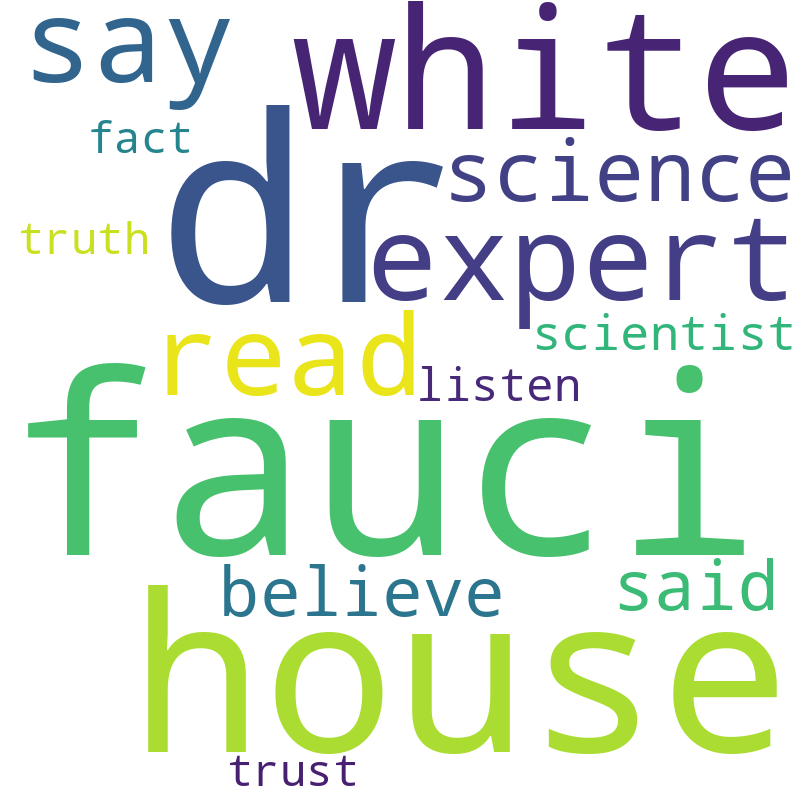 say
white
fact
dr
science
truth
expert
read
scientist
listen
fauci
believe
said
house
trust